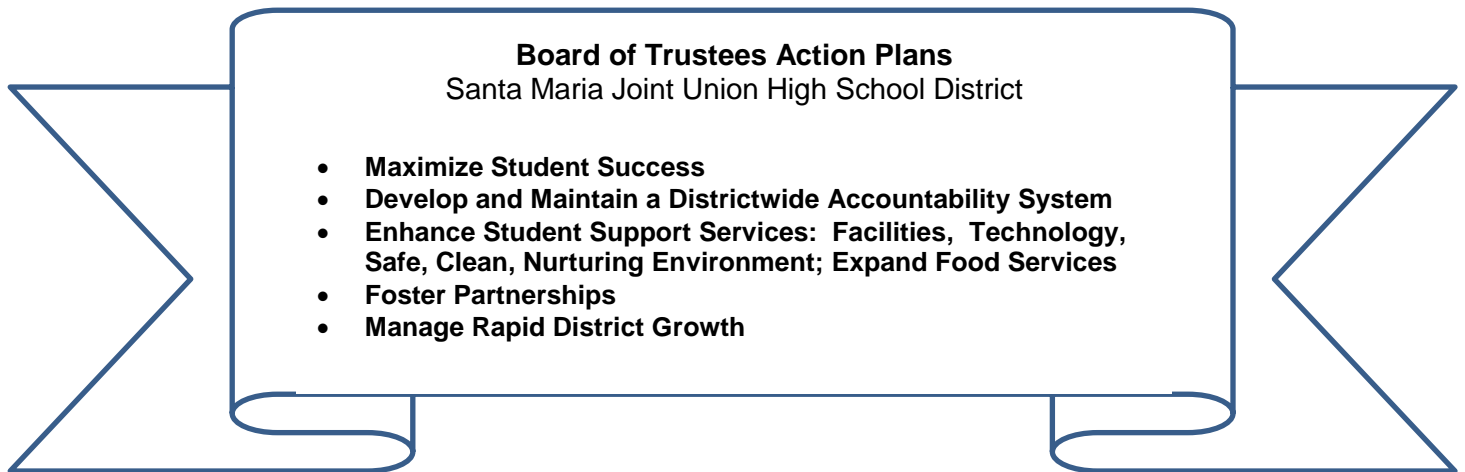 Board of Trustees Action Plans
Santa Maria Joint Union High School District
• Maximize Student Success
• Develop and Maintain a Districtwide Accountability System
• Enhance Student Support Services: Facilities, Technology,
Safe, Clean, Nurturing Environment; Expand Food Services
• Foster Partnerships
• Manage Rapid District Growth